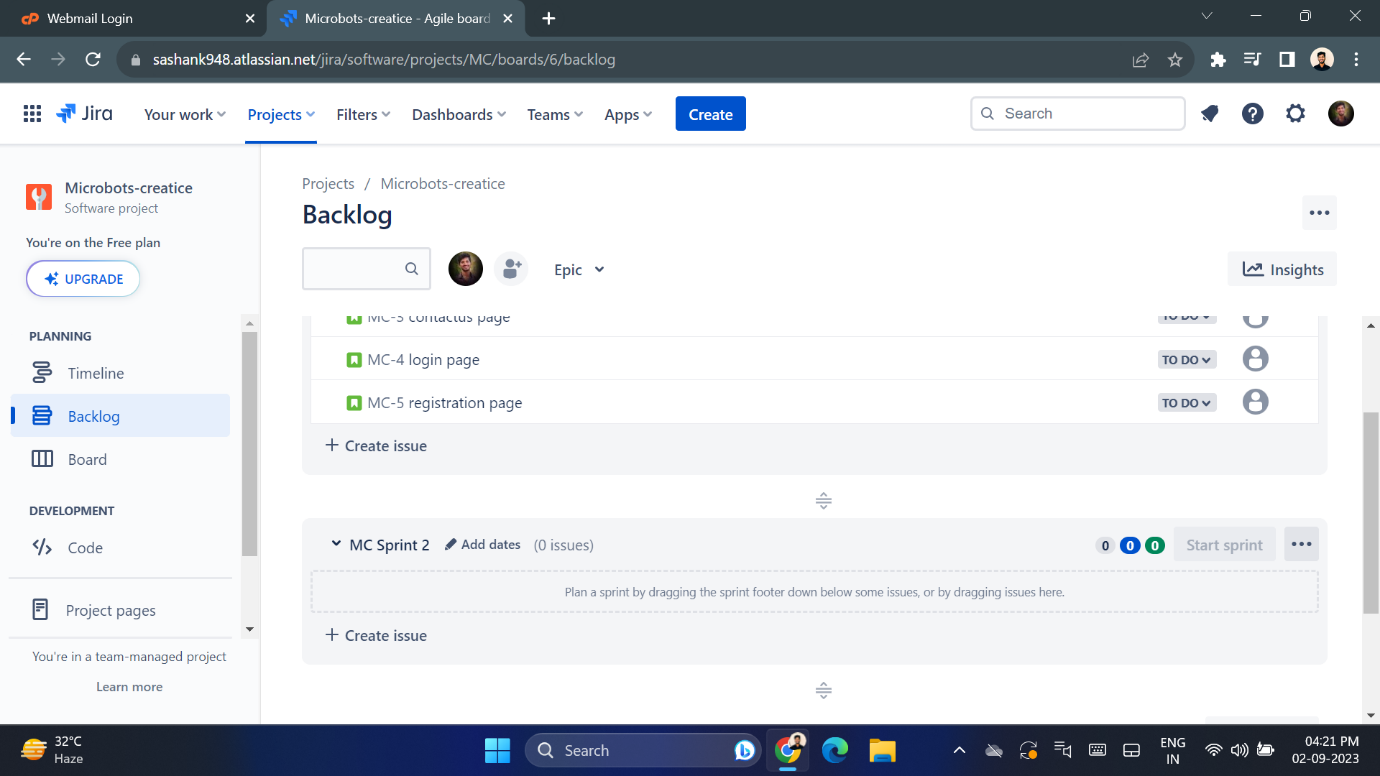 Webmail Login
Microbots-creatice - Agile board
sashank948.atlassian.net/jira/software/projects/MC/boards/6/backlog
Jira
Your work
Projects
Filters
Dashboards
Teams
Apps
Create
Search
Microbots-creatice
Software project
You're on the Free plan
UPGRADE
PLANNING
Timeline
Backlog
Board
DEVELOPMENT
Code
Project pages
You're in a team-managed project
Learn more
Projects / Microbots-creatice
Backlog
Epic
Insights
MC-3 contactus page TO DO
MC-4 login page TO DO
MC-5 registration page TO DO
+ Create issue
MC Sprint 2 Add dates (0 issues) 0 0 0 Start sprint
Plan a sprint by dragging the sprint footer down below some issues, or by dragging issues here.
+ Create issue
32°C
Haze
Search
ENG
IN
04:21 PM
02-09-2023